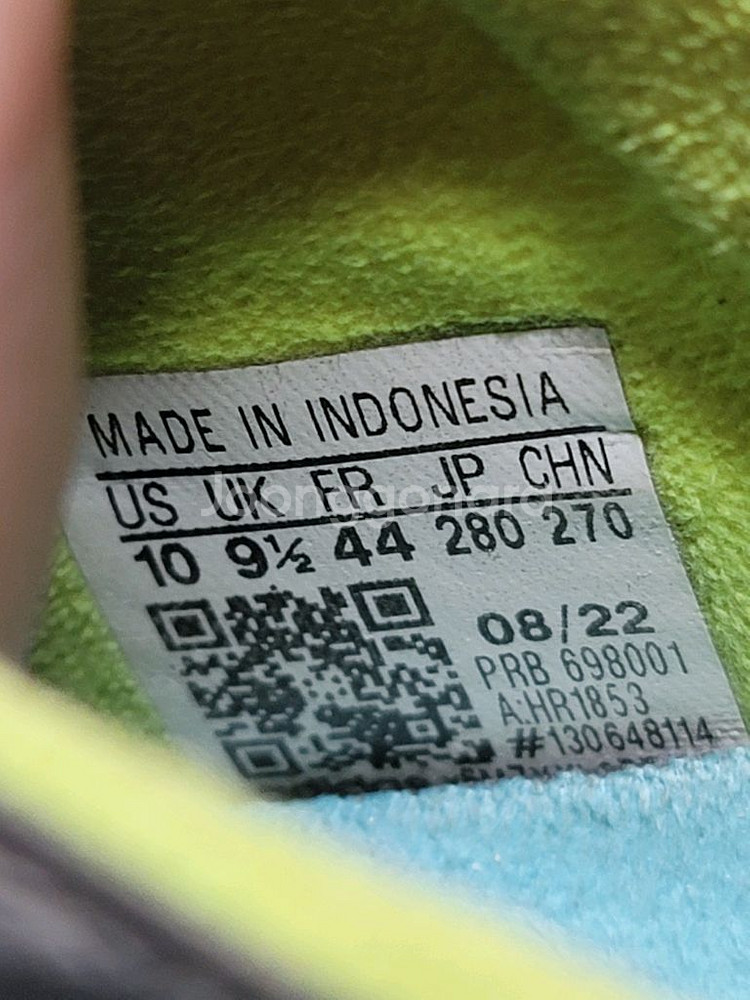 MADE IN INDONESIA
US UK FR JP CHN
10 9½ 44 280 270
08/22
PRB 698001
A:HR1853
#130648114